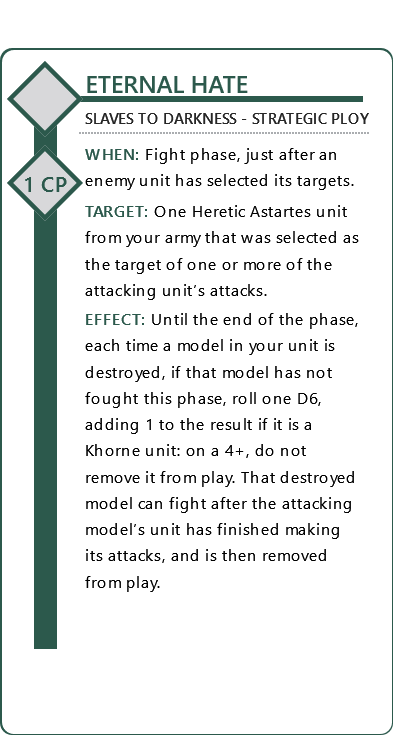 ETERNAL HATE
SLAVES TO DARKNESS - STRATEGIC PLOY
WHEN: Fight phase, just after an
1 CP
enemy unit has selected its targets.
TARGET: One Heretic Astartes unit
from your army that was selected as
the target of one or more of the
attacking unit's attacks.
EFFECT: Until the end of the phase,
each time a model in your unit is
destroyed, if that model has not
fought this phase, roll one D6,
adding 1 to the result if it is a
Khorne unit: on a 4+, do not
remove it from play. That destroyed
model can fight after the attacking
model's unit has finished making
its attacks, and is then removed
from play.